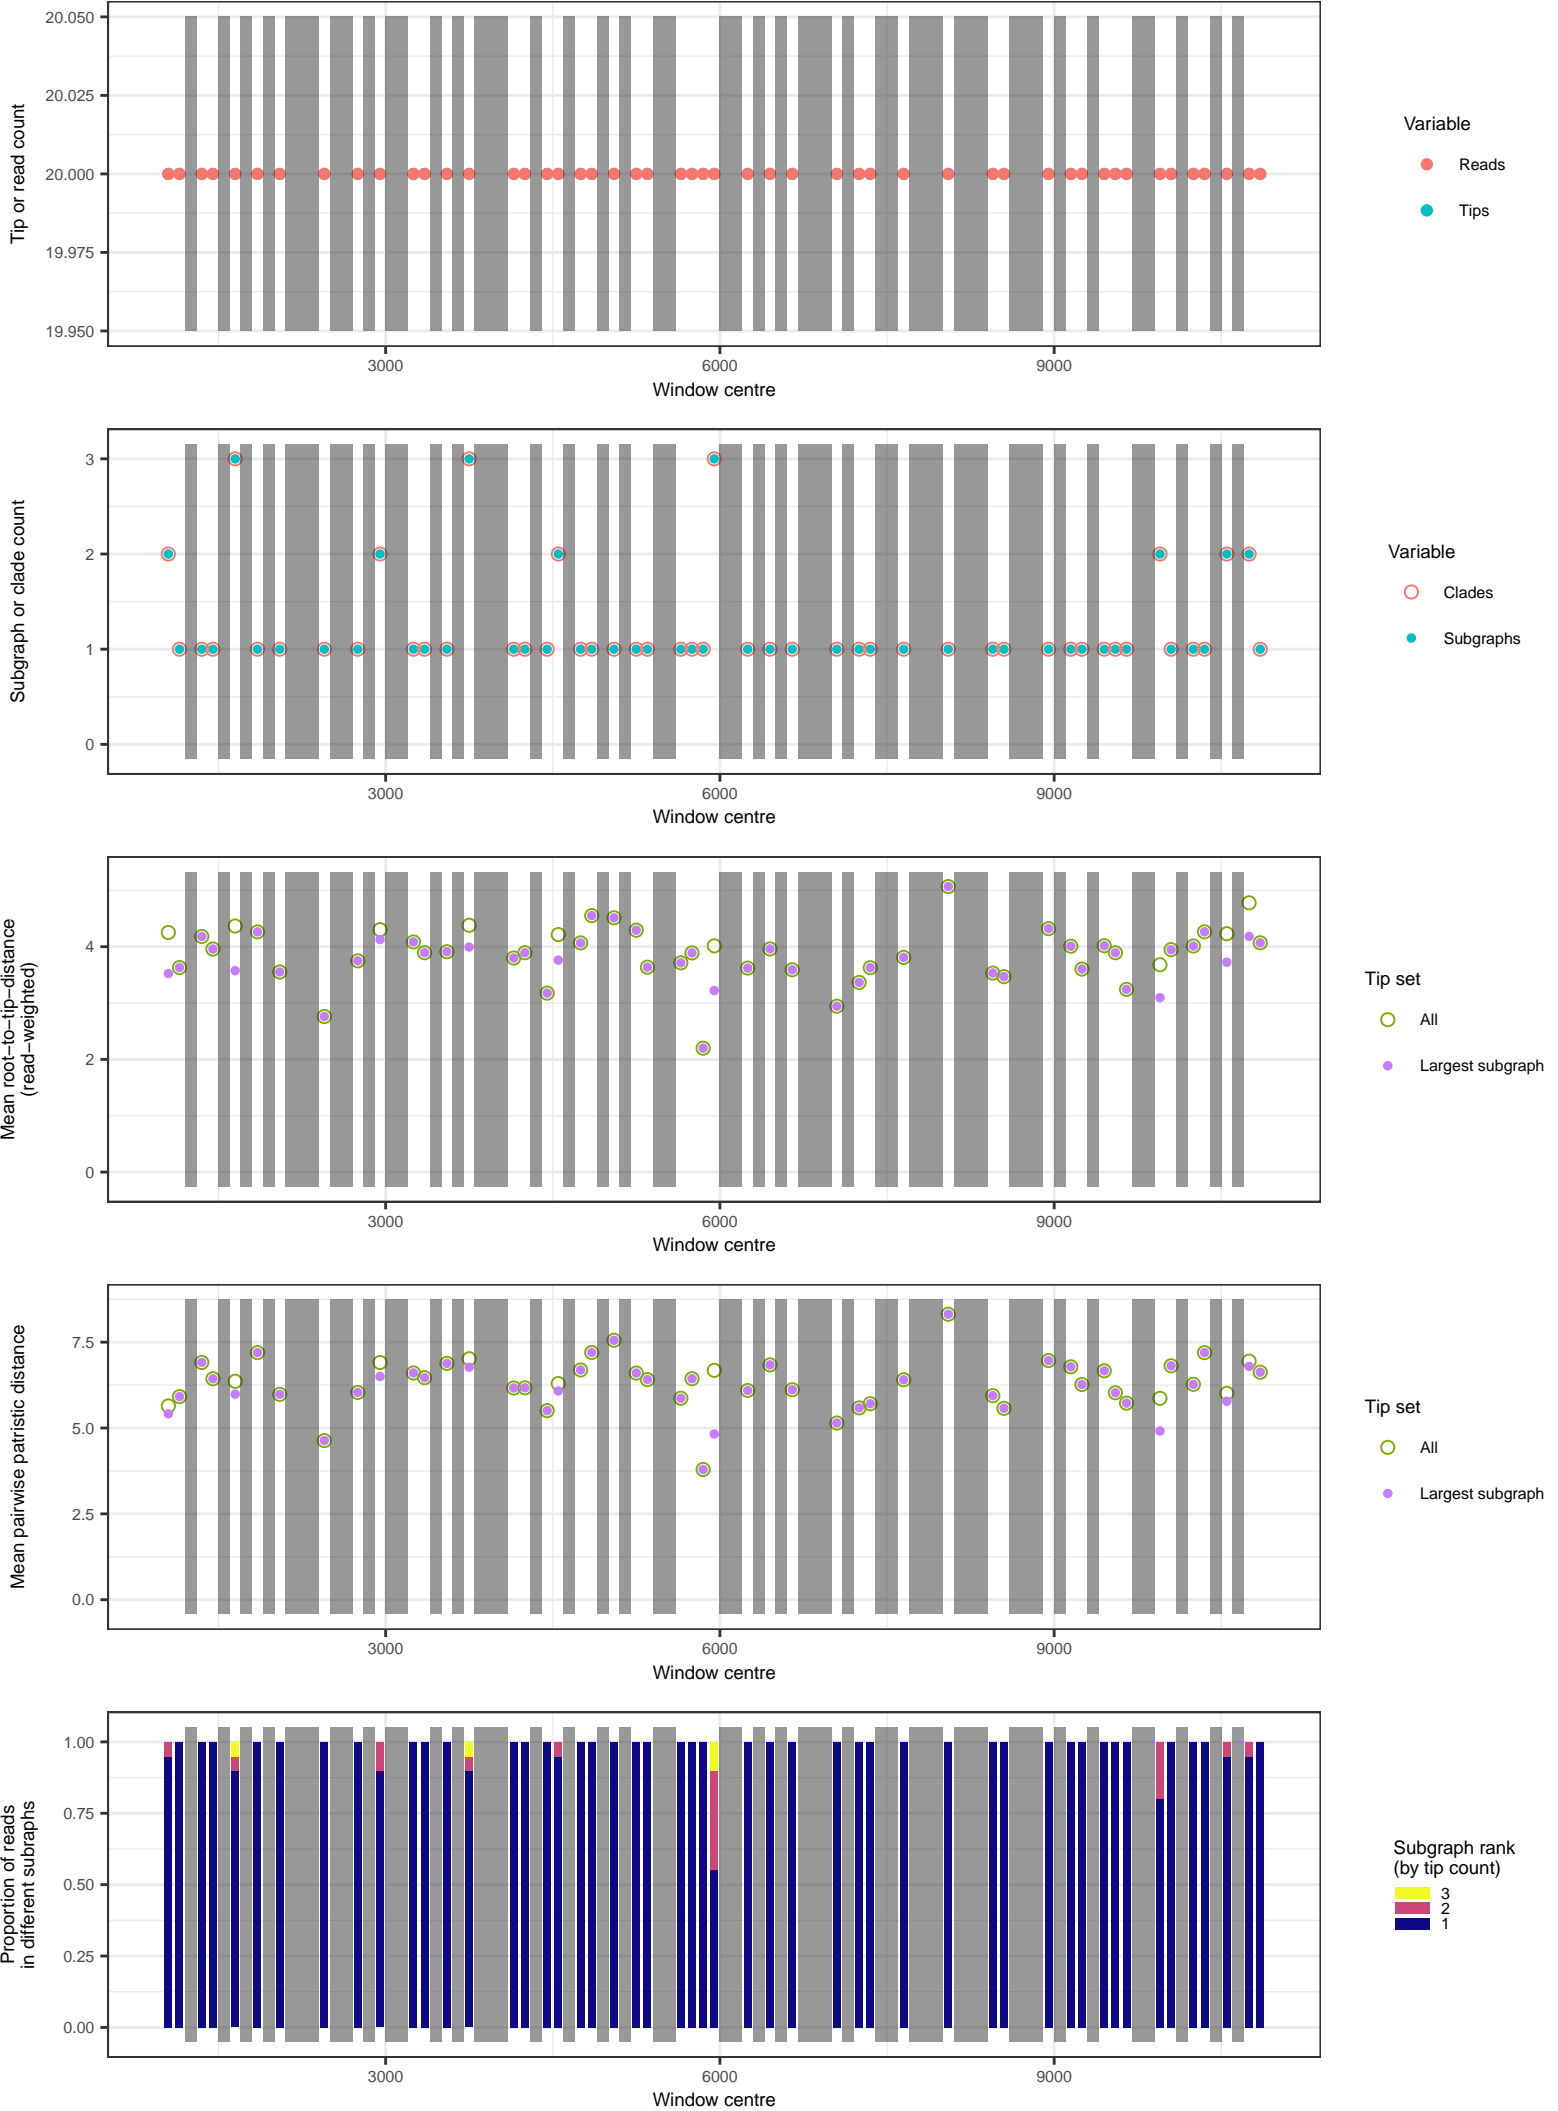 20.050
20.025
20.000
19.975
19.950
Tip or read count
3000
6000
9000
Window centre
Variable
Reads
Tips
3
2
1
0
Subgraph or clade count
3000
6000
9000
Window centre
Variable
Clades
Subgraphs
4
2
0
Mean root−to−tip−distance
(read−weighted)
3000
6000
9000
Window centre
Tip set
All
Largest subgraph
7.5
5.0
2.5
0.0
Mean pairwise patristic distance
3000
6000
9000
Window centre
Tip set
All
Largest subgraph
1.00
0.75
0.50
0.25
0.00
Proportion of reads
in different subraphs
3000
6000
9000
Window centre
Subgraph rank
(by tip count)
3
2
1